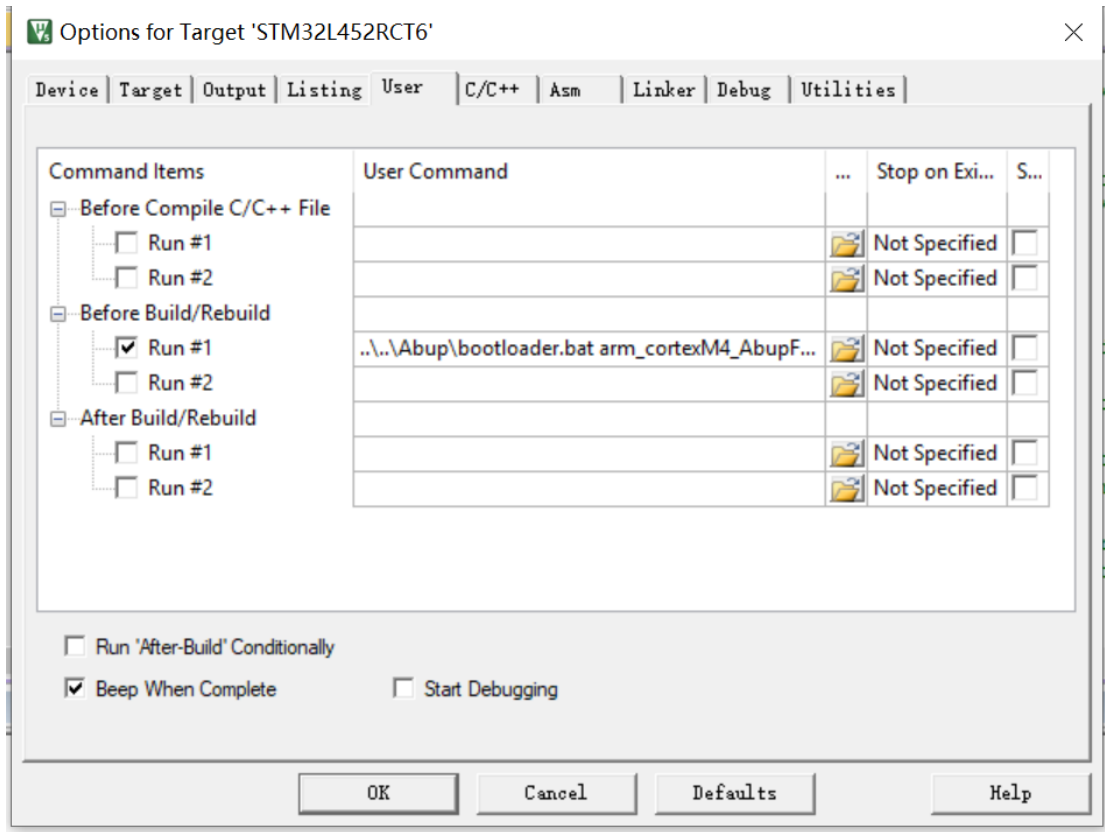 Options for Target 'STM32L452RCT6'
Device Target Output Listing User C/C++ Asm Linker Debug Utilities
Command Items User Command ... Stop on Exi... S...
Before Compile C/C++ File
Run #1 Not Specified
Run #2 Not Specified
Before Build/Rebuild
Run #1 ..\..\Abup\bootloader.bat arm_cortexM4_AbupF... Not Specified
Run #2 Not Specified
After Build/Rebuild
Run #1 Not Specified
Run #2 Not Specified
Run 'After-Build' Conditionally
Beep When Complete Start Debugging
OK Cancel Defaults Help